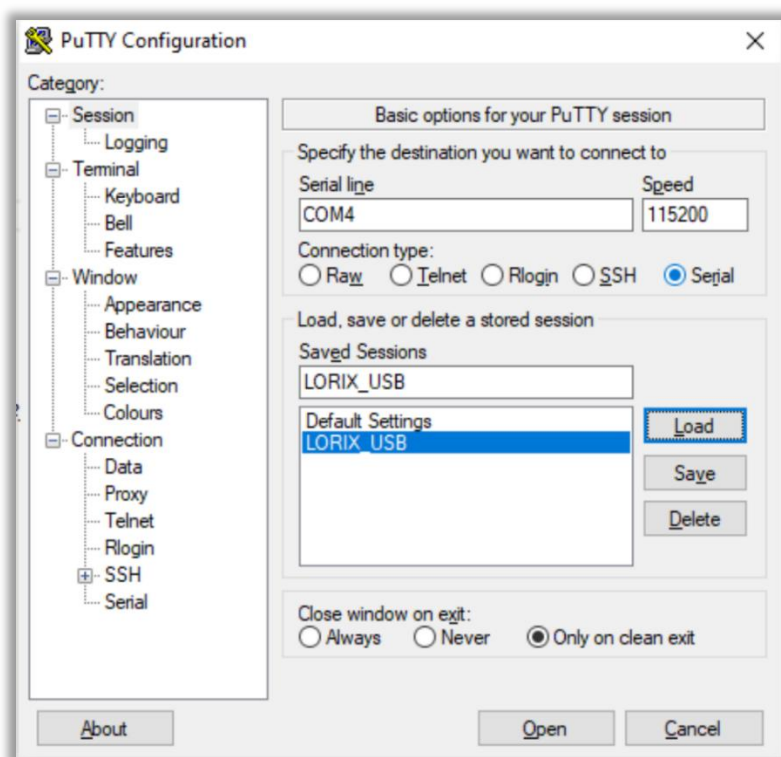 PuTTY Configuration
Category:
Session
Logging
Terminal
Keyboard
Bell
Features
Window
Appearance
Behaviour
Translation
Selection
Colours
Connection
Data
Proxy
Telnet
Rlogin
SSH
Serial
Basic options for your PuTTY session
Specify the destination you want to connect to
Serial line Speed
COM4 115200
Connection type:
Raw Telnet Rlogin SSH Serial
Load, save or delete a stored session
Saved Sessions
LORIX_USB
Default Settings
LORIX_USB
Load
Save
Delete
Close window on exit:
Always Never Only on clean exit
About Open Cancel